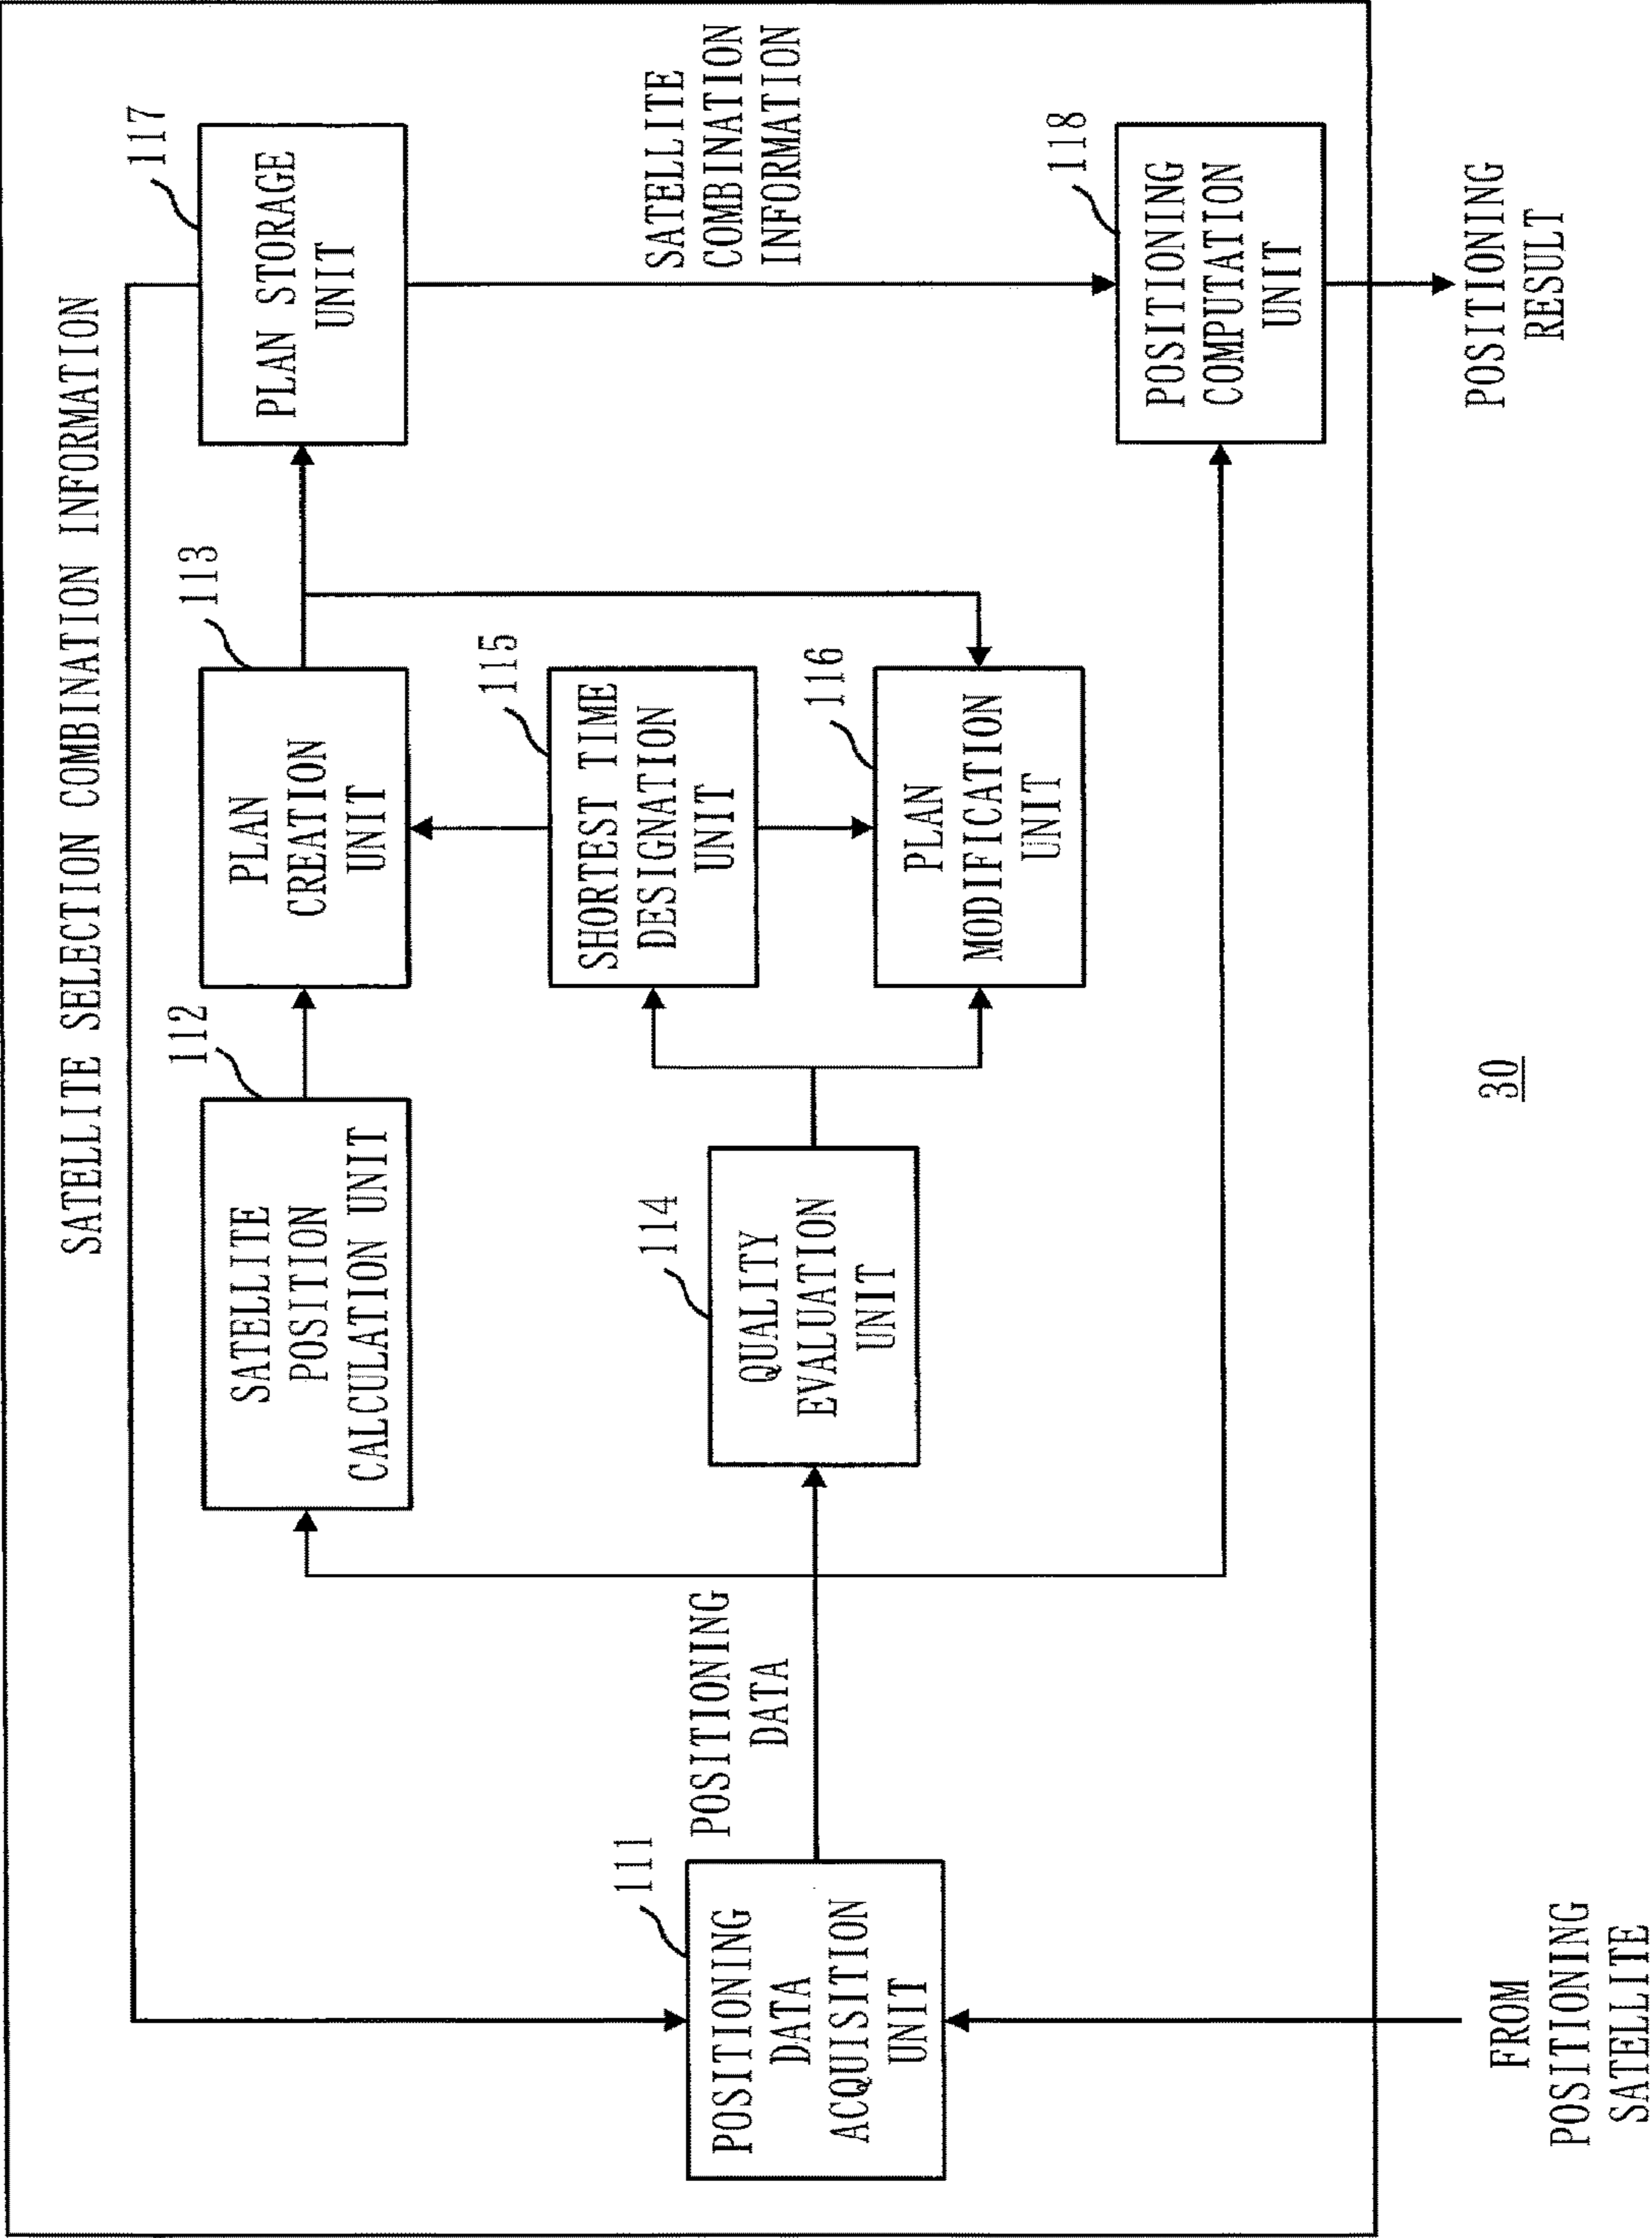 SATELLITE SELECTION COMBINATION INFORMATION
111
POSITIONING
DATA
ACQUISITION
UNIT
FROM
POSITIONING
SATELLITE
POSITIONING
DATA
112
SATELLITE
POSITION
CALCULATION UNIT
114
QUALITY
EVALUATION
UNIT
113
PLAN
CREATION
UNIT
115
SHORTEST TIME
DESIGNATION
UNIT
116
PLAN
MODIFICATION
UNIT
117
PLAN STORAGE
UNIT
SATELLITE
COMBINATION
INFORMATION
118
POSITIONING
COMPUTATION
UNIT
POSITIONING
RESULT
30